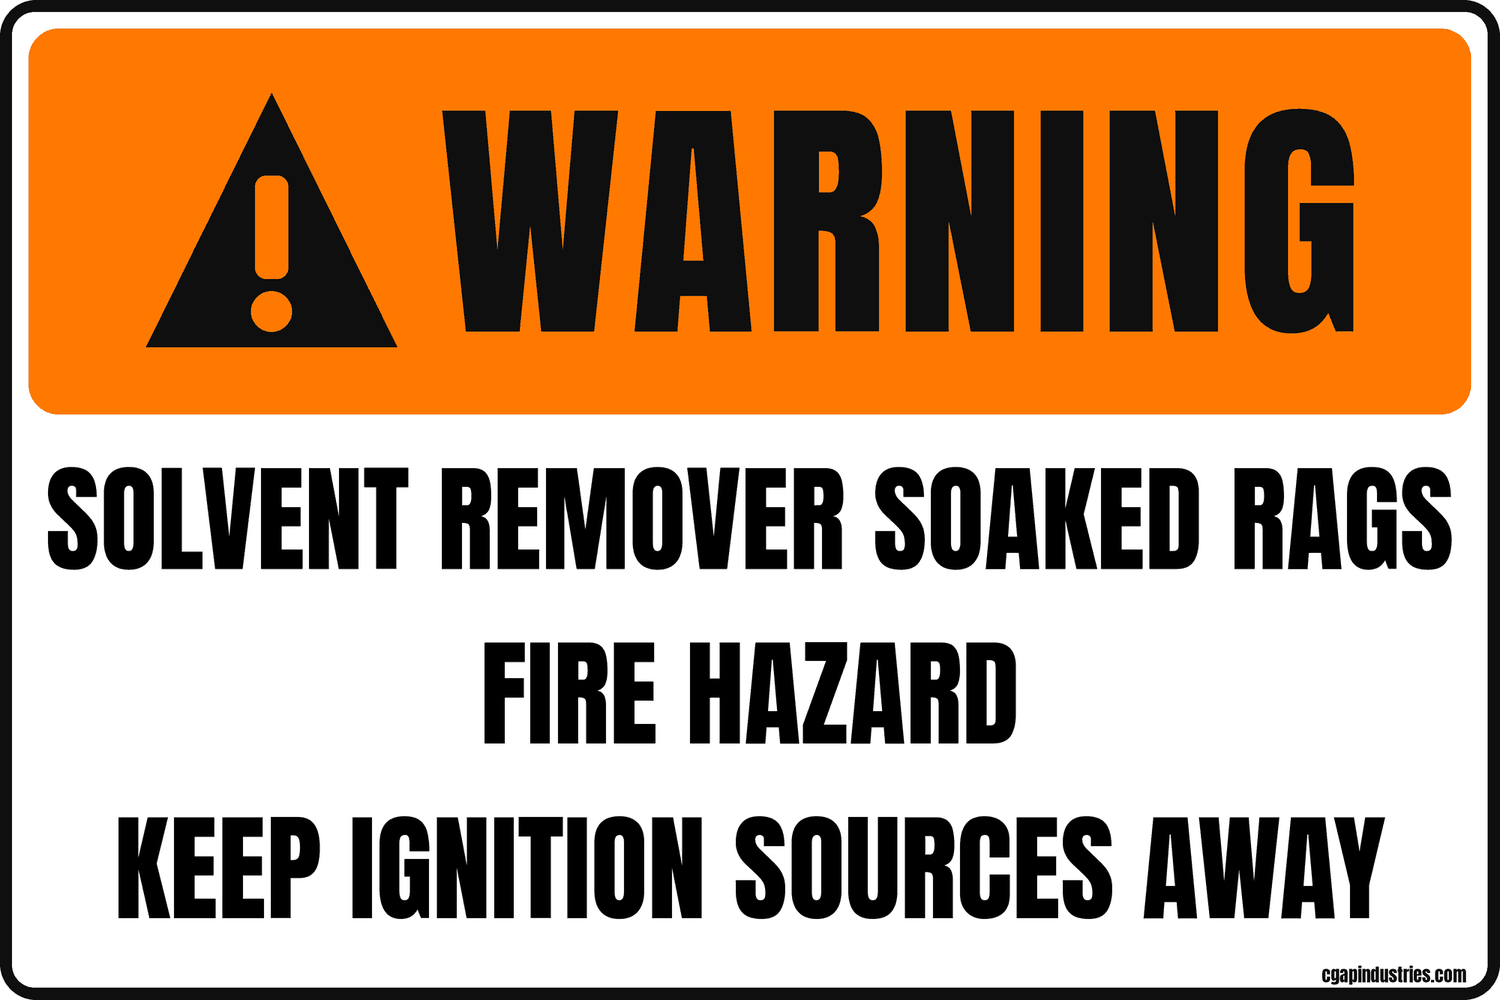 WARNING
SOLVENT REMOVER SOAKED RAGS
FIRE HAZARD
KEEP IGNITION SOURCES AWAY
cgapindustries.com